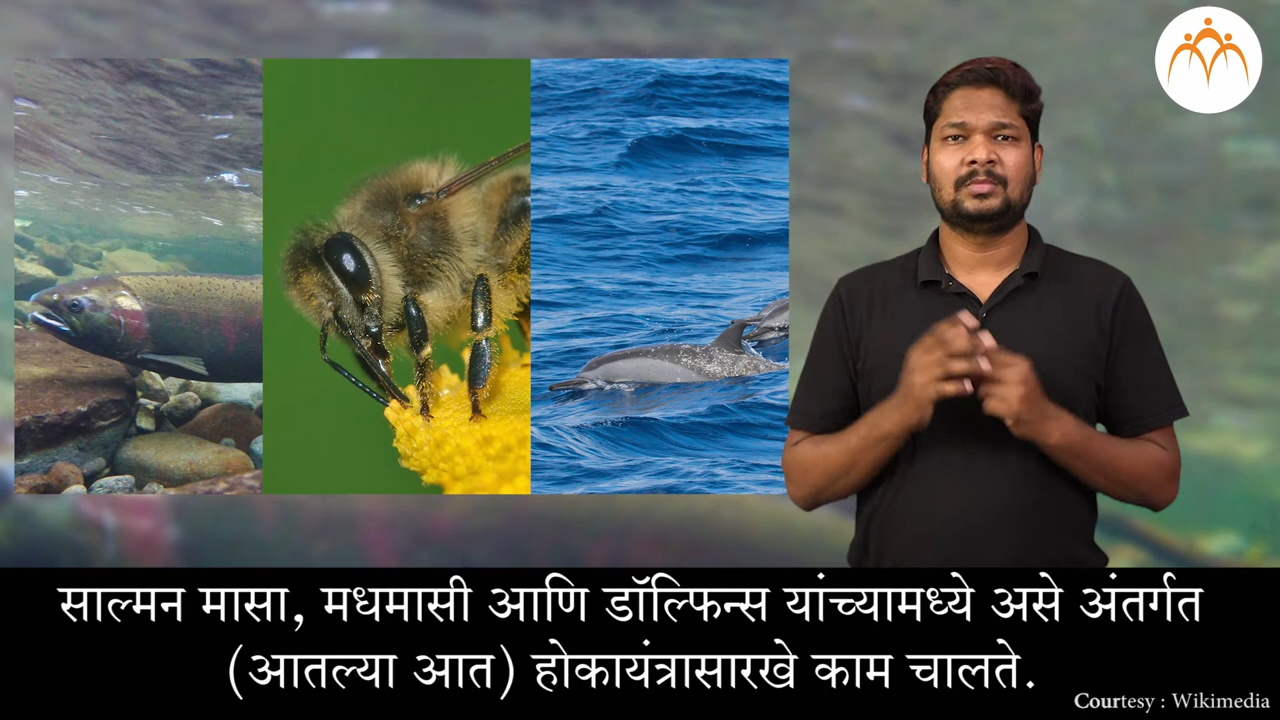 साल्मन मासा, मधमासी आणि डॉल्फिन्स यांच्यामध्ये असे अंतर्गत
(आतल्या आत) होकायंत्रासारखे काम चालते.
Courtesy : Wikimedia